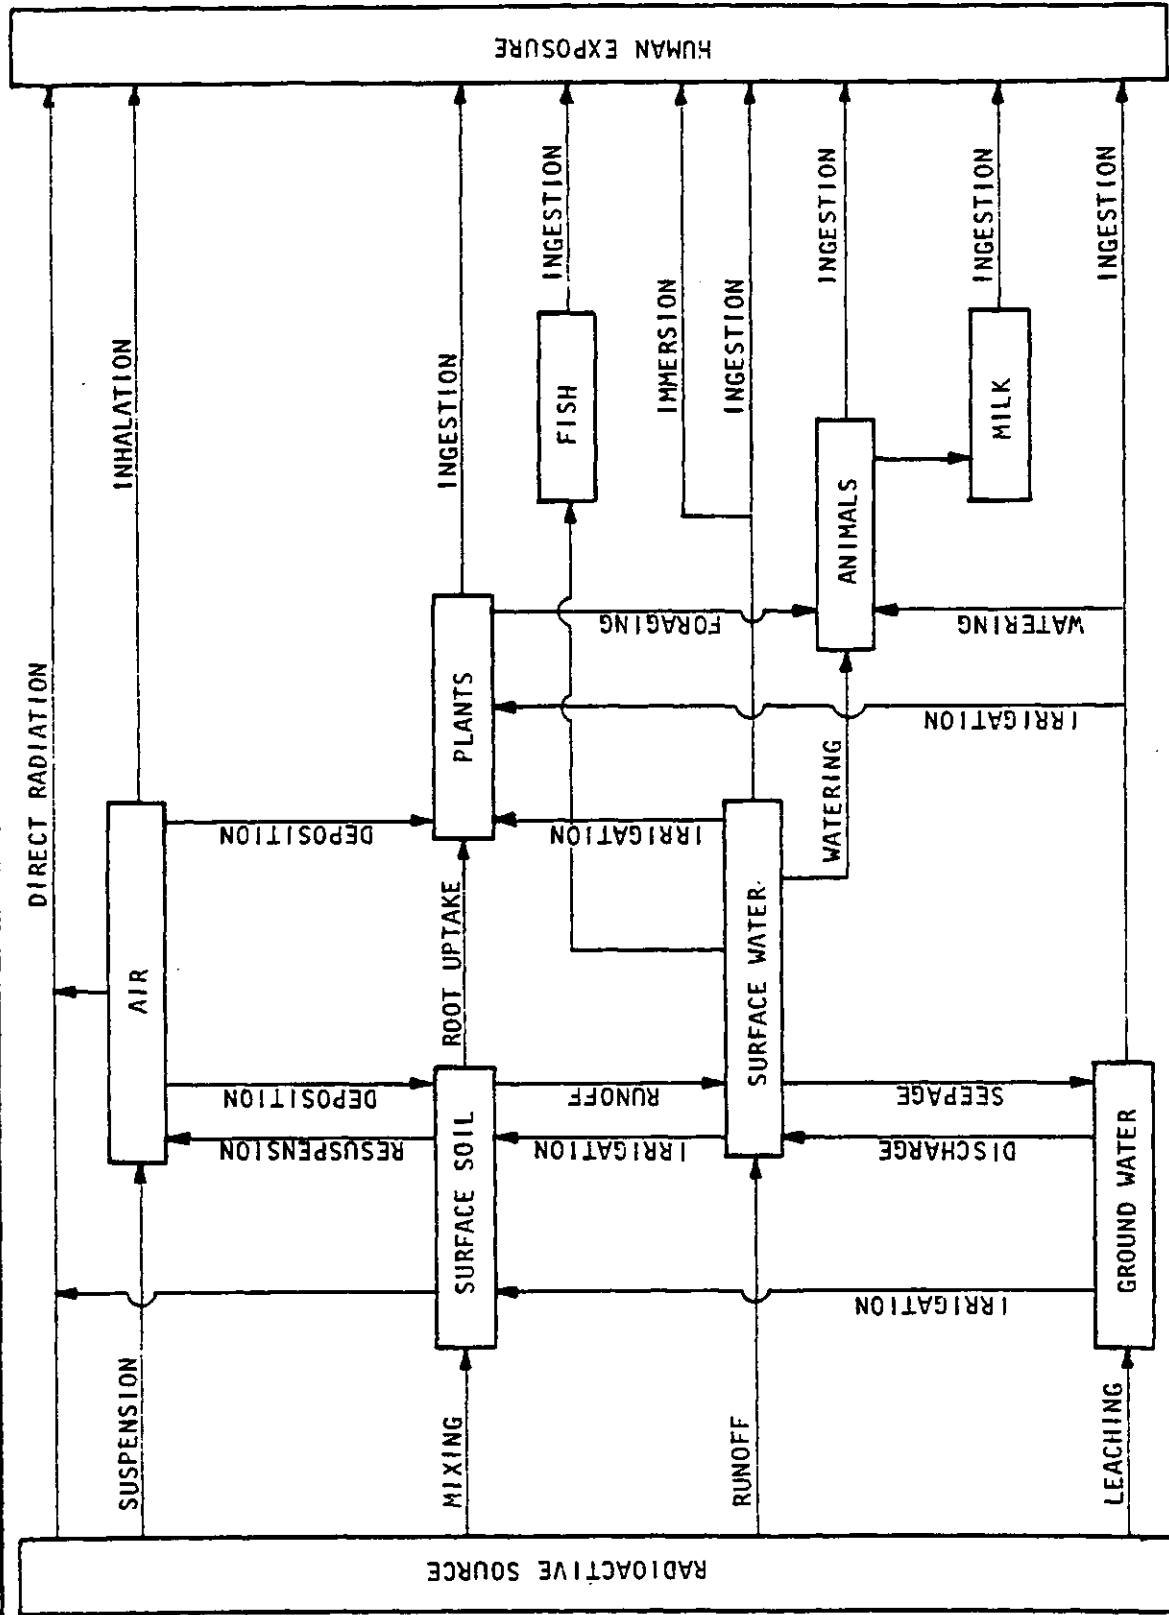 DIRECT RADIATION
SUSPENSION
AIR
INHALATION
DEPOSITION
RESUSPENSION
DEPOSITION
RADIOACTIVE SOURCE
MIXING
SURFACE SOIL
ROOT UPTAKE
PLANTS
INGESTION
HUMAN EXPOSURE
IRRIGATION
RUNOFF
IRRIGATION
FORAGING
FISH
INGESTION
IMMERSION
RUNOFF
SURFACE WATER
INGESTION
WATERING
ANIMALS
INGESTION
IRRIGATION
DISCHARGE
SEEPAGE
IRRIGATION
WATERING
MILK
INGESTION
LEACHING
GROUND WATER
INGESTION